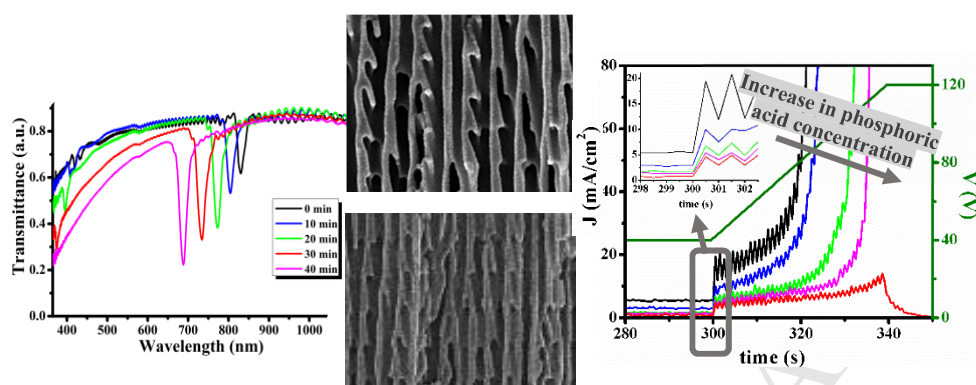 Transmittance (a.u.)
0.8
0.6
0.4
0.2
0.0
400 500 600 700 800 900 1000
Wavelength (nm)
0 min
10 min
20 min
30 min
40 min
J (mA/cm²)
80
60
40
20
0
280 300 320 340
time (s)
20
15
10
5
0
298 299 300 301 302
time (s)
Increase in phosphoric
acid concentration
120
80
40
0
V (V)